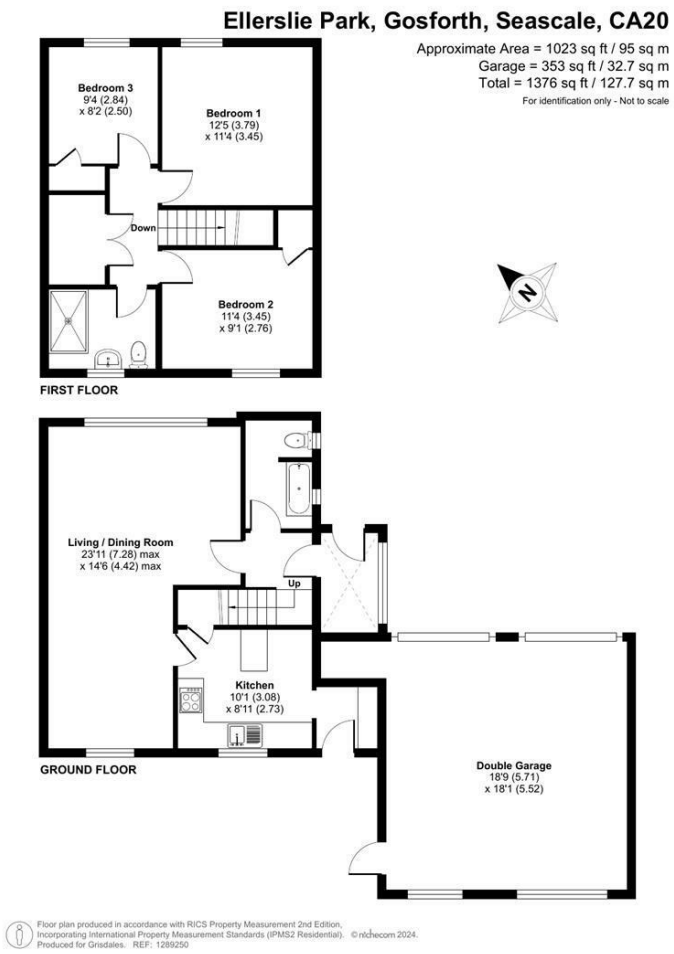 Ellerslie Park, Gosforth, Seascale, CA20
Approximate Area = 1023 sq ft / 95 sq m
Garage = 353 sq ft / 32.7 sq m
Total = 1376 sq ft / 127.7 sq m
For identification only - Not to scale
Bedroom 3
9'4 (2.84)
x 8'2 (2.50)
Bedroom 1
12'5 (3.79)
x 11'4 (3.45)
Down
Bedroom 2
11'4 (3.45)
x 9'1 (2.76)
N
FIRST FLOOR
Living / Dining Room
23'11 (7.28) max
x 14'6 (4.42) max
Up
Kitchen
10'1 (3.08)
x 8'11 (2.73)
Double Garage
18'9 (5.71)
x 18'1 (5.52)
GROUND FLOOR
Floor plan produced in accordance with RICS Property Measurement 2nd Edition,
Incorporating International Property Measurement Standards (IPMS2 Residential). © nichecom 2024.
Produced for Grisdales. REF: 1289250